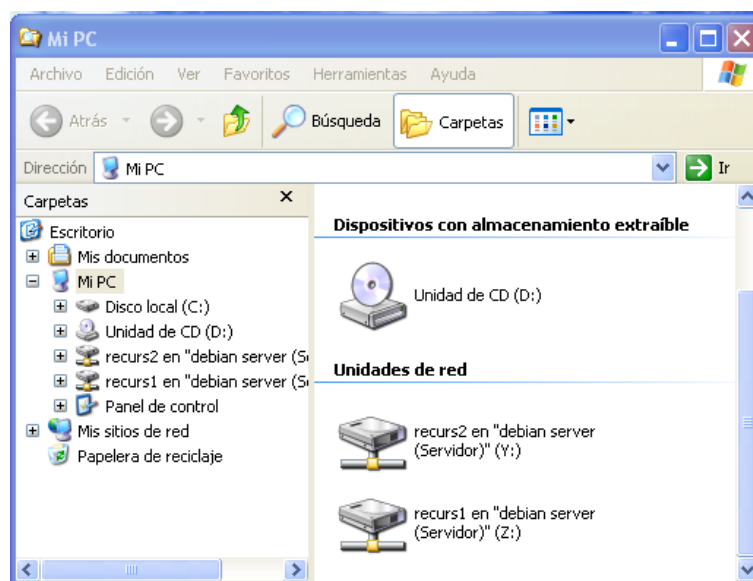 Mi PC
Archivo Edición Ver Favoritos Herramientas Ayuda
Atrás Búsqueda Carpetas
Dirección Mi PC Ir
Carpetas
Escritorio
Mis documentos
Mi PC
Disco local (C:)
Unidad de CD (D:)
recurs2 en "debian server (Se
recurs1 en "debian server (Se
Panel de control
Mis sitios de red
Papelera de reciclaje
Dispositivos con almacenamiento extraíble
Unidad de CD (D:)
Unidades de red
recurs2 en "debian server
(Servidor)" (Y:)
recurs1 en "debian server
(Servidor)" (Z:)